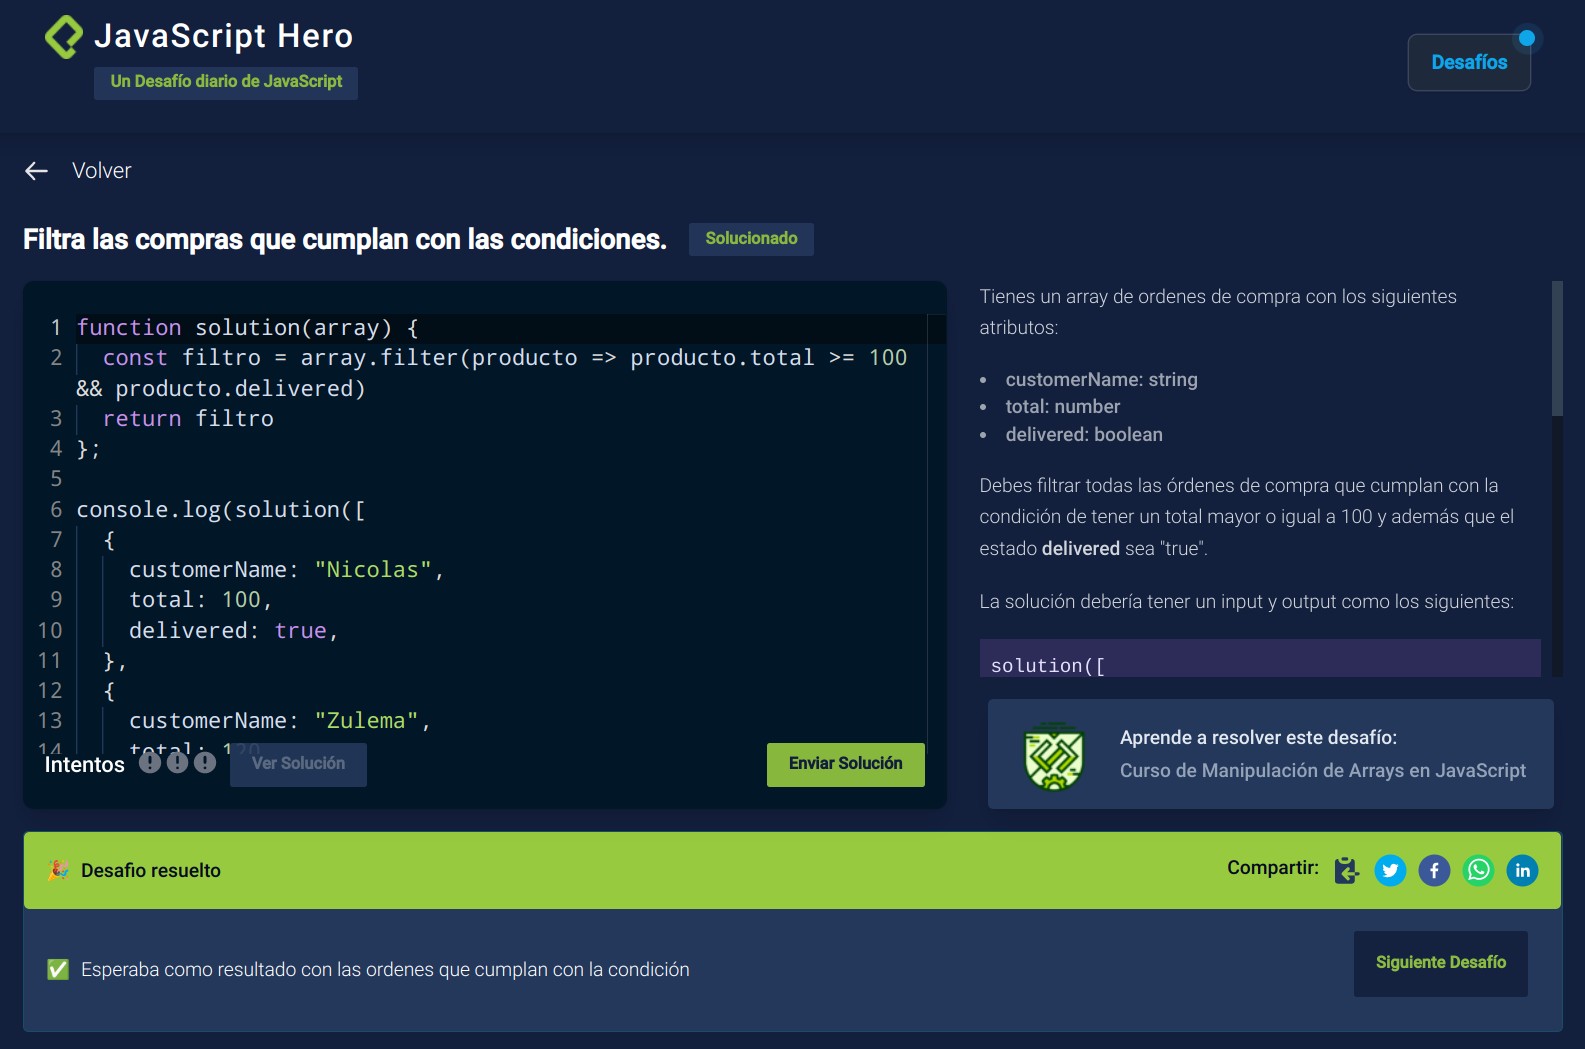 JavaScript Hero
Un Desafío diario de JavaScript
Desafíos
Volver
Filtra las compras que cumplan con las condiciones.
Solucionado
1 function solution(array) {
2 const filtro = array.filter(producto => producto.total >= 100
&& producto.delivered)
3 return filtro
4 };
5
6 console.log(solution([
7 {
8 customerName: "Nicolas",
9 total: 100,
10 delivered: true,
11 },
12 {
13 customerName: "Zulema",
14 total: 120
Intentos
Ver Solución
Enviar Solución
Tienes un array de ordenes de compra con los siguientes
atributos:
• customerName: string
• total: number
• delivered: boolean
Debes filtrar todas las órdenes de compra que cumplan con la
condición de tener un total mayor o igual a 100 y además que el
estado delivered sea "true".
La solución debería tener un input y output como los siguientes:
solution([
Aprende a resolver este desafío:
Curso de Manipulación de Arrays en JavaScript
Desafio resuelto
Compartir:
Esperaba como resultado con las ordenes que cumplan con la condición
Siguiente Desafío